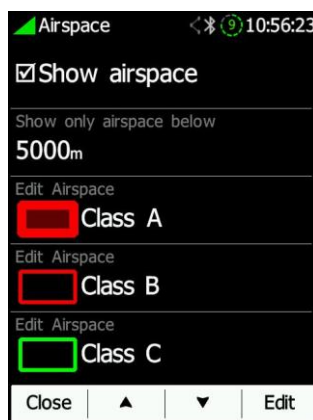 Airspace 9 10:56:23
Show airspace
Show only airspace below
5000m
Edit Airspace
Class A
Edit Airspace
Class B
Edit Airspace
Class C
Close Edit